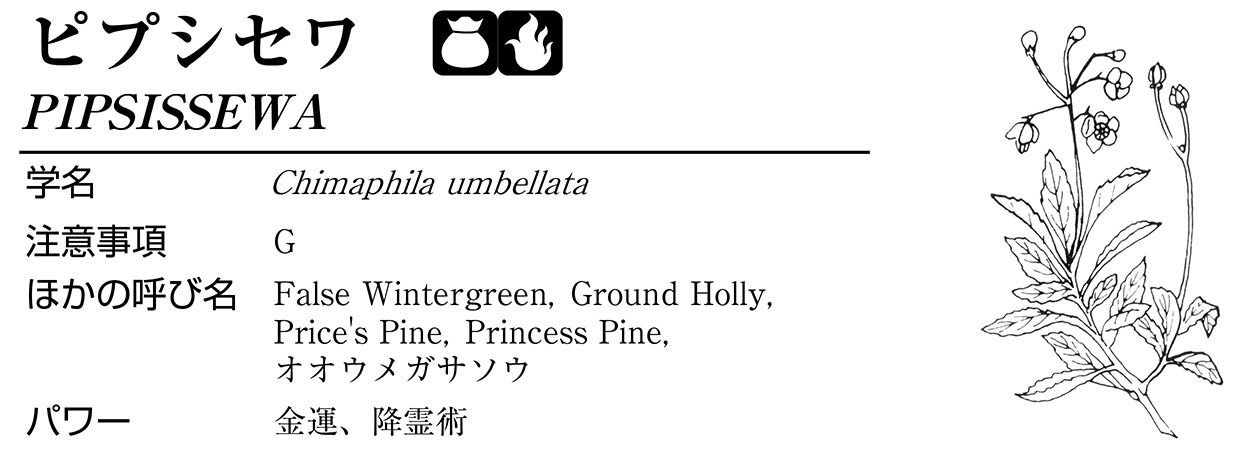 ピプシセワ
PIPSISSEWA
学名 Chimaphila umbellata
注意事項 G
ほかの呼び名 False Wintergreen, Ground Holly,
Price's Pine, Princess Pine,
オオウメガサソウ
パワー 金運、降霊術